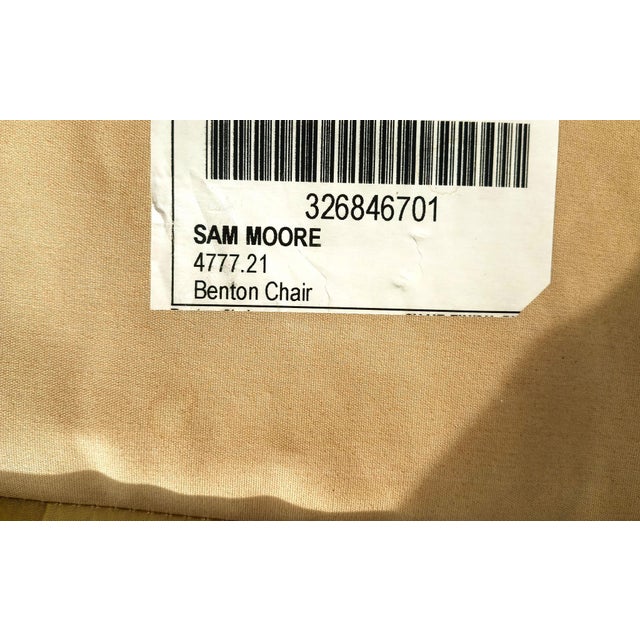 326846701
SAM MOORE
4777.21
Benton Chair